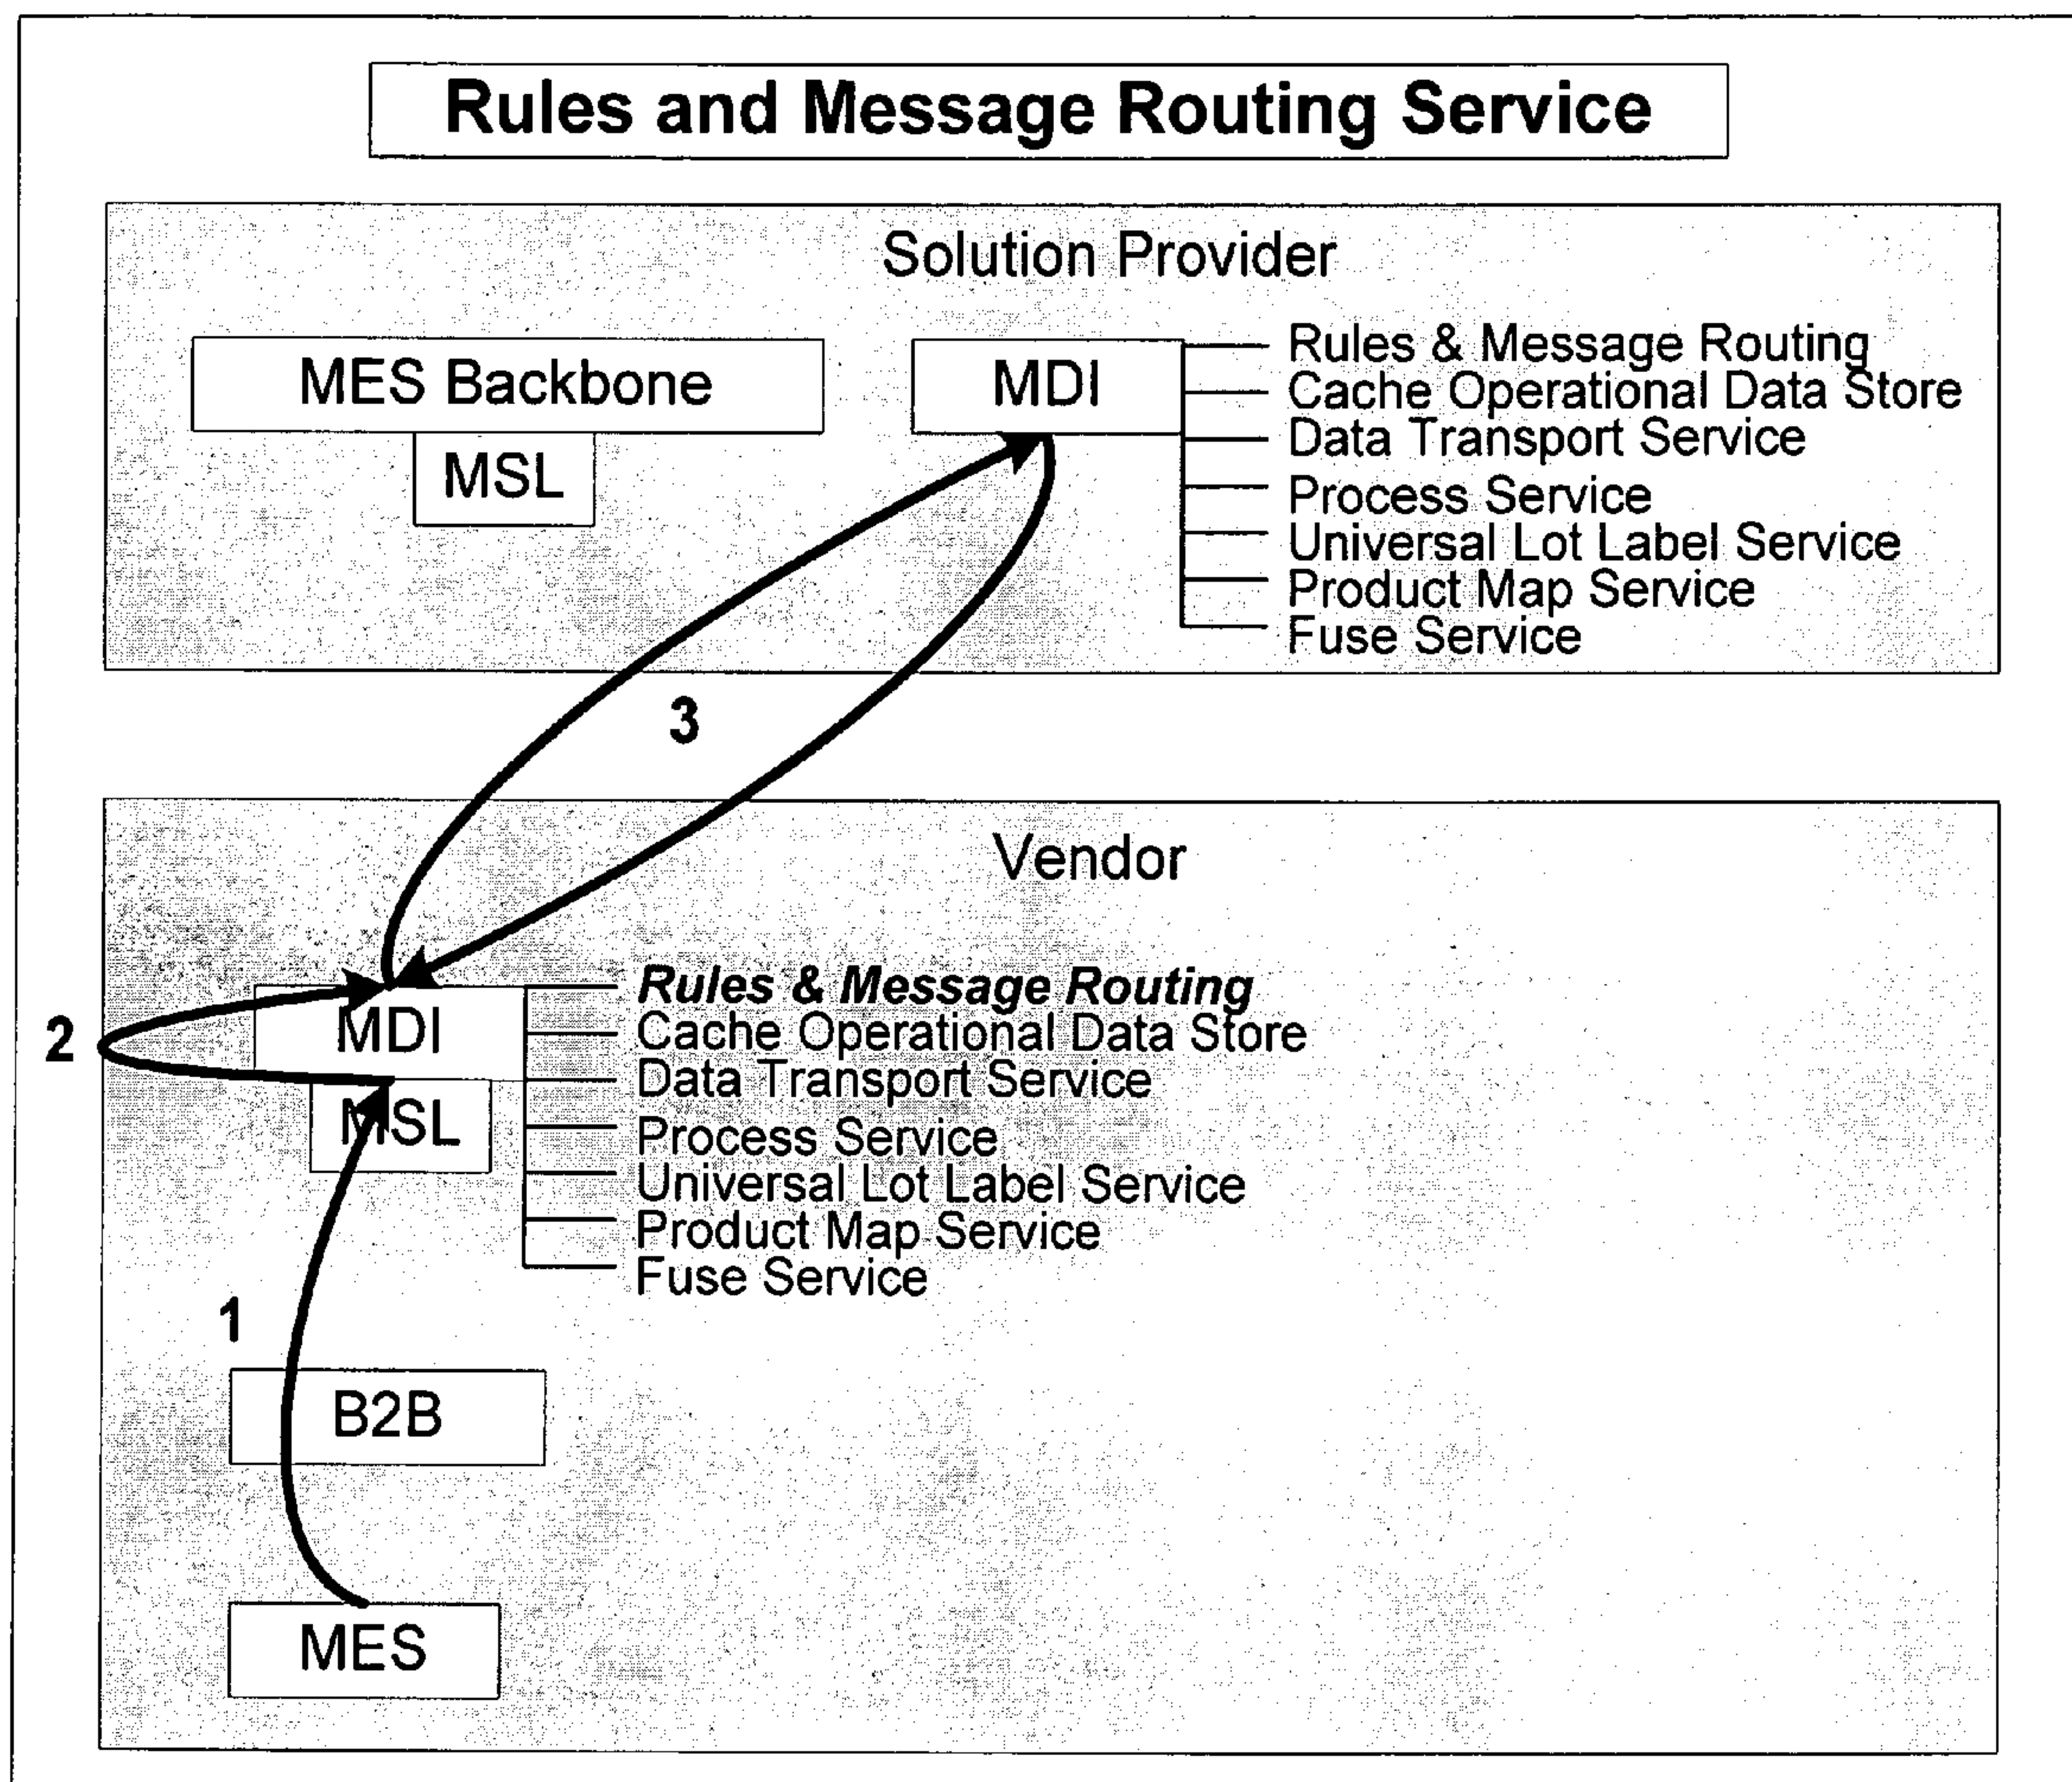 Rules and Message Routing Service
Solution Provider
MES Backbone
MSL
MDI
Rules & Message Routing
Cache Operational Data Store
Data Transport Service
Process Service
Universal Lot Label Service
Product Map Service
Fuse Service
3
Vendor
2
MDI
MSL
Rules & Message Routing
Cache Operational Data Store
Data Transport Service
Process Service
Universal Lot Label Service
Product Map Service
Fuse Service
1
B2B
MES